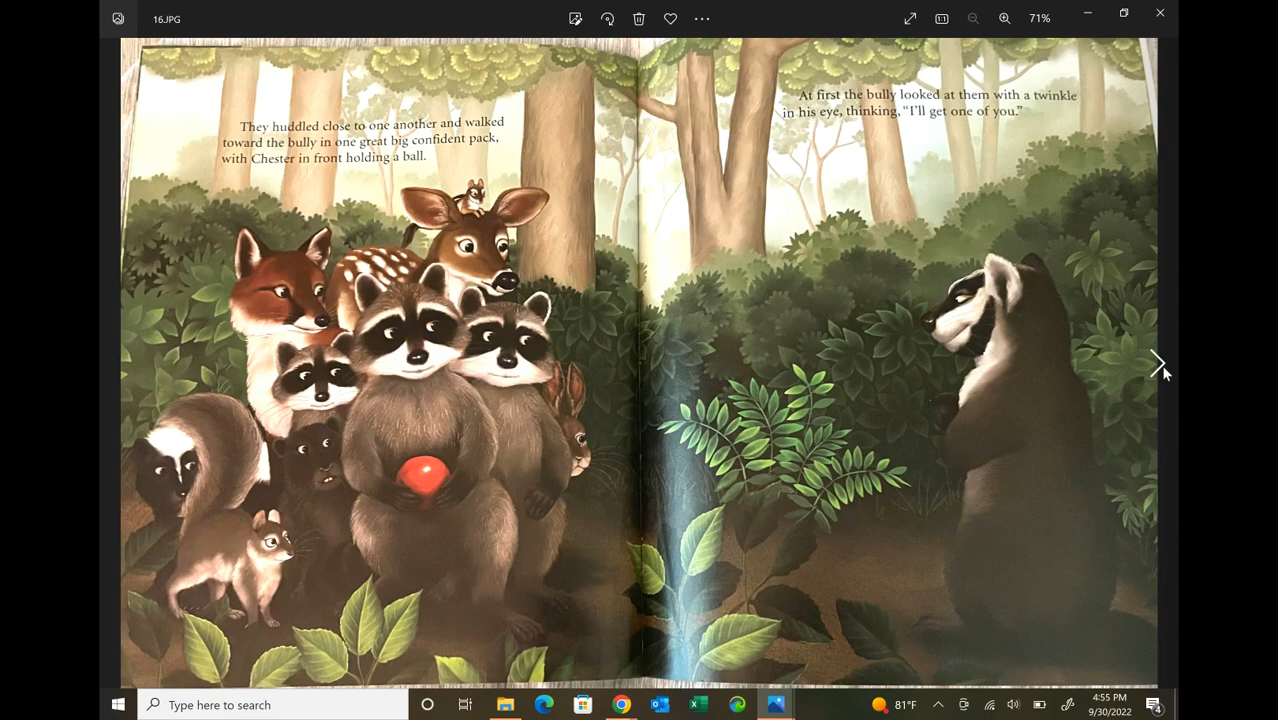 16.JPG
71%
They huddled close to one another and walked
toward the bully in one great big confident pack,
with Chester in front holding a ball.
At first the bully looked at them with a twinkle
in his eye, thinking, “I’ll get one of you.”
Type here to search
81°F
4:55 PM
9/30/2022
4